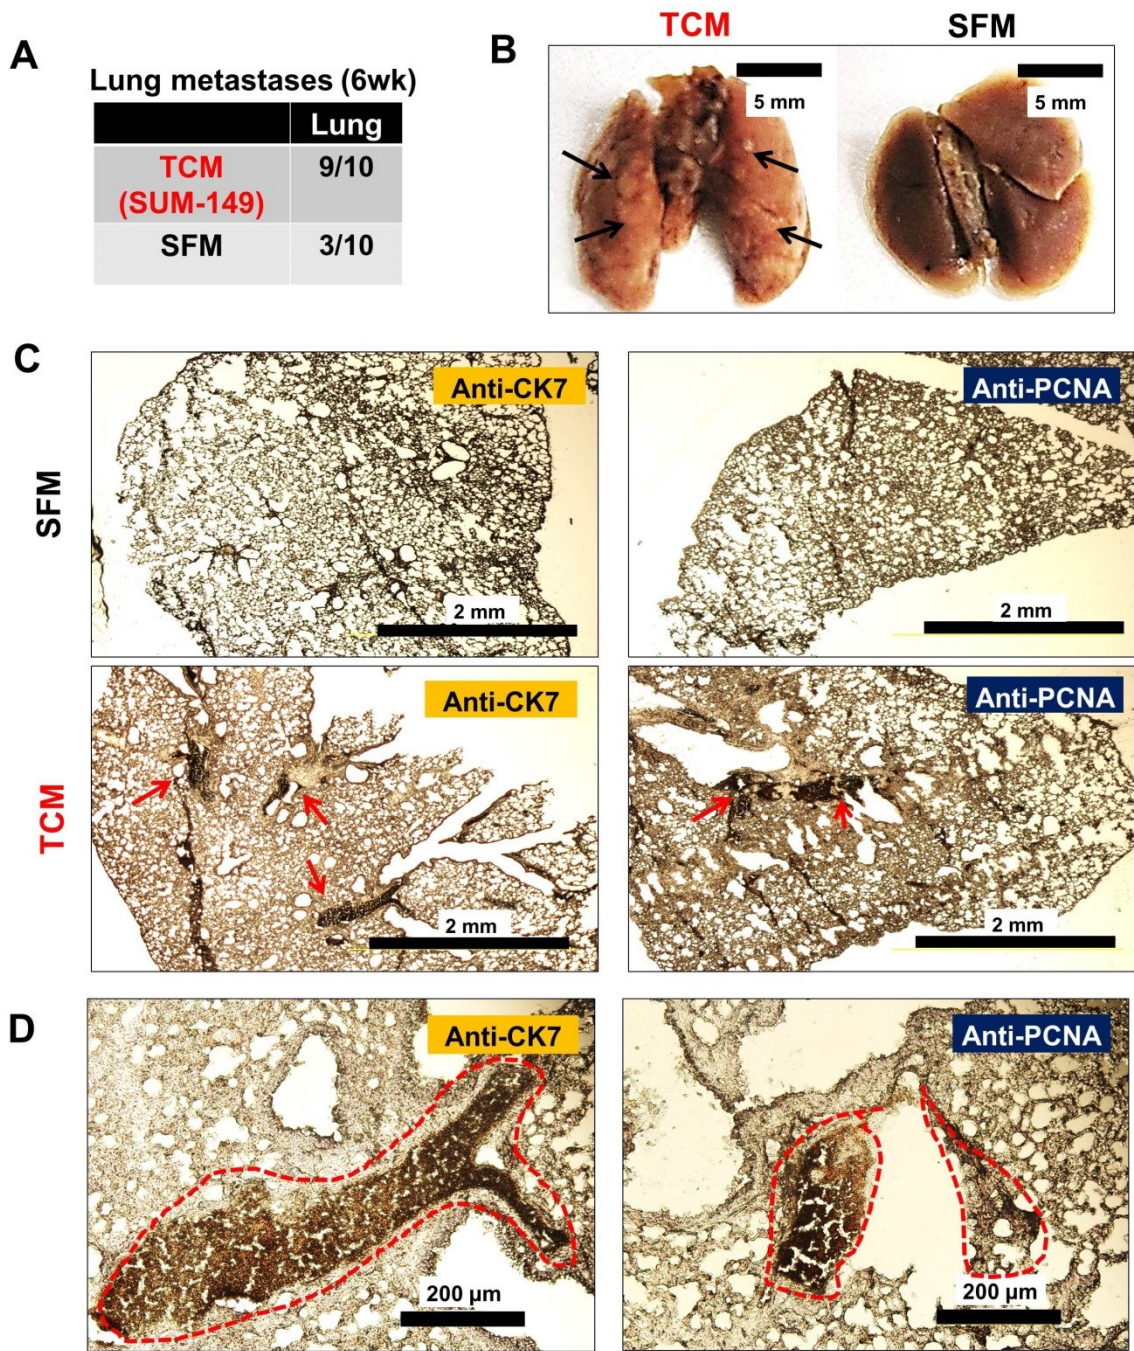 A
Lung metastases (6wk)
Lung
TCM
(SUM-149)
9/10
SFM
3/10
B
TCM
SFM
5 mm
5 mm
C
SFM
Anti-CK7
Anti-PCNA
2 mm
2 mm
TCM
Anti-CK7
Anti-PCNA
2 mm
2 mm
D
Anti-CK7
Anti-PCNA
200 µm
200 µm